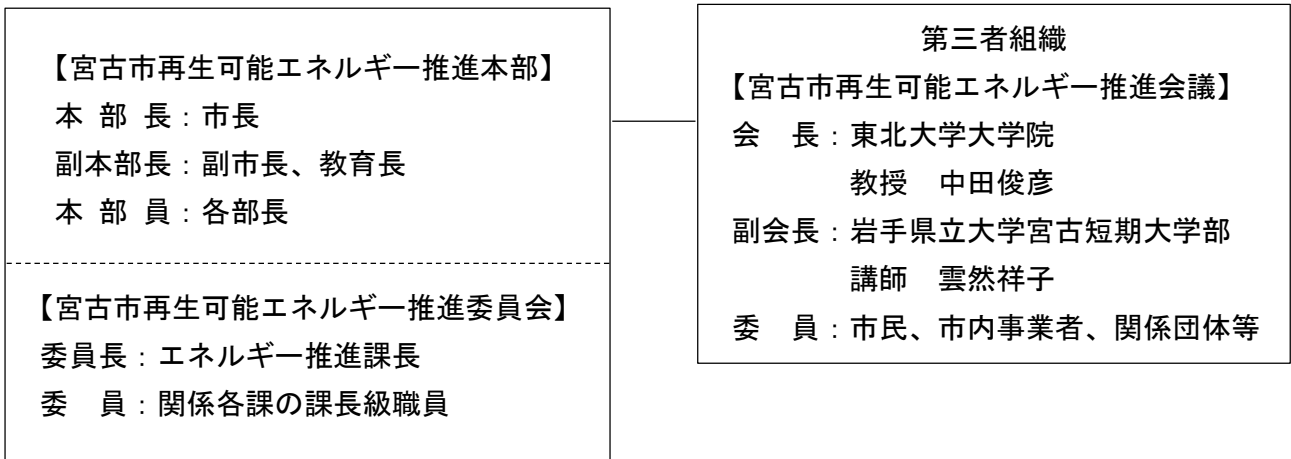 【宮古市再生可能エネルギー推進本部】
本 部 長：市長
副本部長：副市長、教育長
本 部 員：各部長
【宮古市再生可能エネルギー推進委員会】
委員長：エネルギー推進課長
委　員：関係各課の課長級職員
第三者組織
【宮古市再生可能エネルギー推進会議】
会　長：東北大学大学院
教授　中田俊彦
副会長：岩手県立大学宮古短期大学部
講師　雲然祥子
委　員：市民、市内事業者、関係団体等